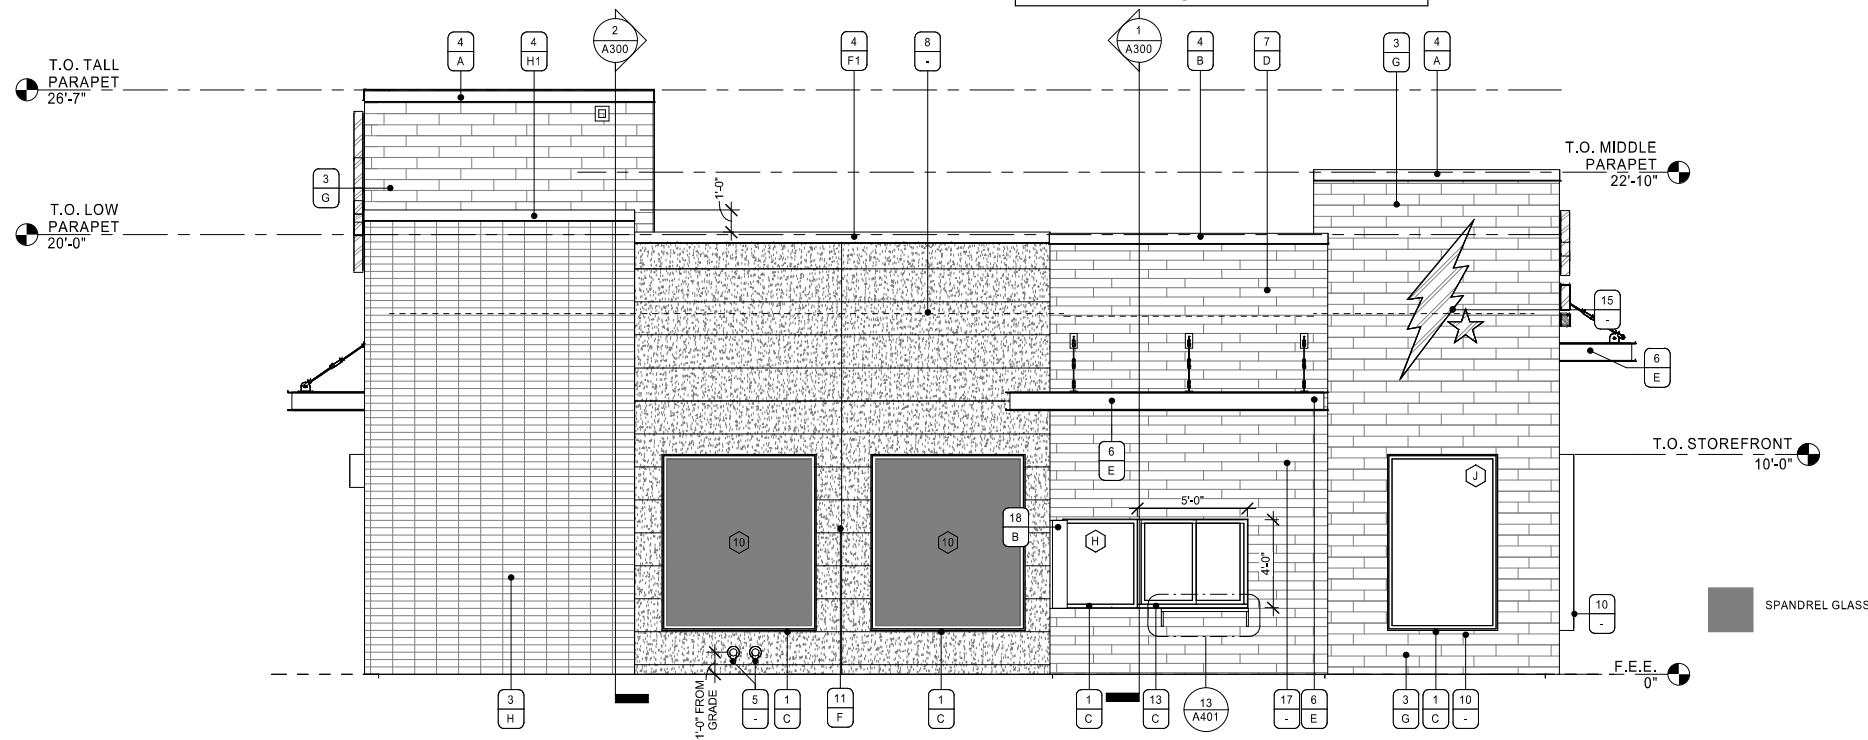 4
A
4
H1
2
A300
4
F1
8
-
1
A300
4
B
7
D
3
G
4
A
T.O. TALL
PARAPET
26'-7"
T.O. MIDDLE
PARAPET
22'-10"
3
G
1'-0"
T.O. LOW
PARAPET
20'-0"
15
-
6
E
6
E
T.O. STOREFRONT
10'-0"
J
5'-0"
18
B
10
10
H
4'-0"
10
-
SPANDREL GLASS
F.F.E.
0"
1'-0" FROM
GRADE
3
H
5
-
1
C
11
F
1
C
1
C
13
C
13
A401
17
-
6
E
3
G
1
C
10
-